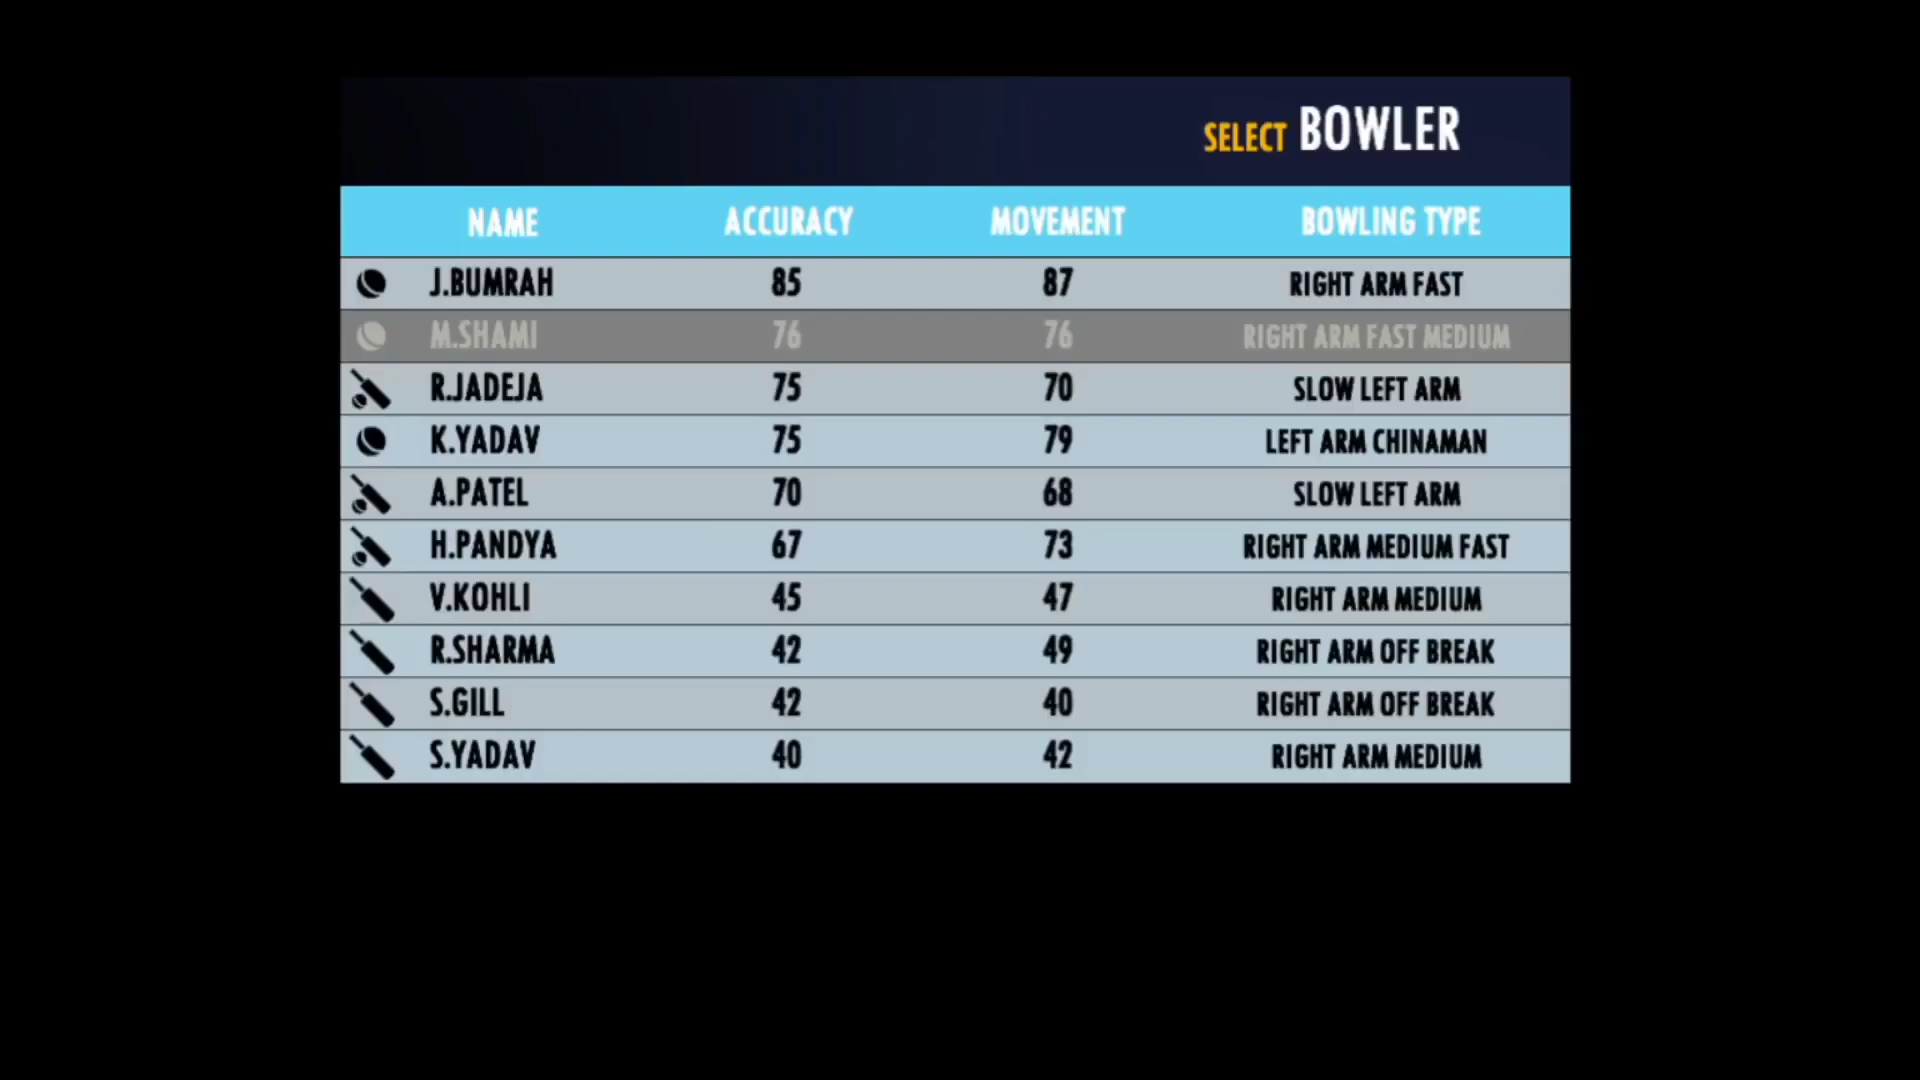 SELECT BOWLER
NAME ACCURACY MOVEMENT BOWLING TYPE
J.BUMRAH 85 87 RIGHT ARM FAST
M.SHAMI 76 76 RIGHT ARM FAST MEDIUM
R.JADEJA 75 70 SLOW LEFT ARM
K.YADAV 75 79 LEFT ARM CHINAMAN
A.PATEL 70 68 SLOW LEFT ARM
H.PANDYA 67 73 RIGHT ARM MEDIUM FAST
V.KOHLI 45 47 RIGHT ARM MEDIUM
R.SHARMA 42 49 RIGHT ARM OFF BREAK
S.GILL 42 40 RIGHT ARM OFF BREAK
S.YADAV 40 42 RIGHT ARM MEDIUM